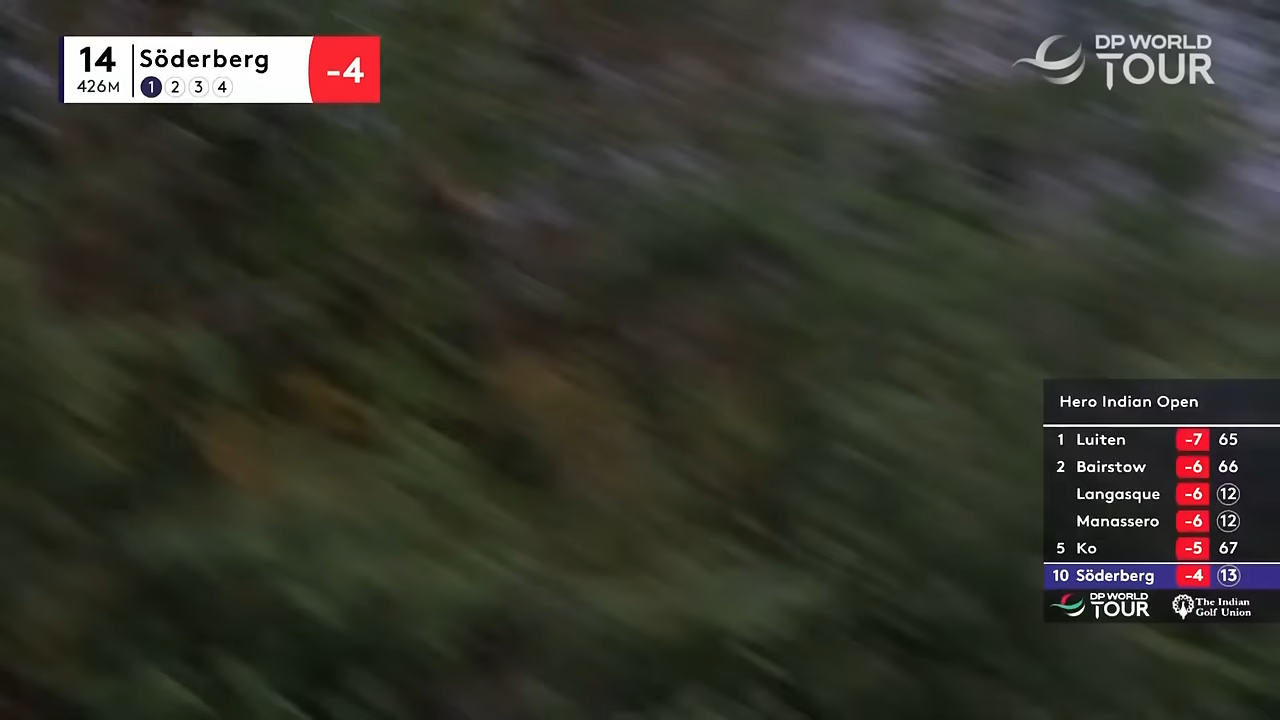 14 Söderberg -4
426M 1 2 3 4
DP WORLD
TOUR
Hero Indian Open
1 Luiten -7 65
2 Bairstow -6 66
Langasque -6 12
Manassero -6 12
5 Ko -5 67
10 Söderberg -4 13
DP WORLD
TOUR
The Indian
Golf Union